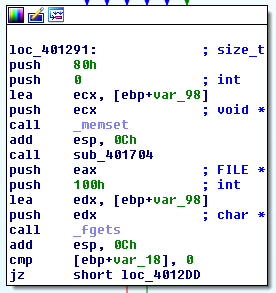 loc_401291: ; size_t
push 80h
push 0 ; int
lea ecx, [ebp+var_98]
push ecx ; void *
call _memset
add esp, 0Ch
call sub_401704
push eax ; FILE *
push 100h ; int
lea edx, [ebp+var_98]
push edx ; char *
call _fgets
add esp, 0Ch
cmp [ebp+var_18], 0
jz short loc_4012DD